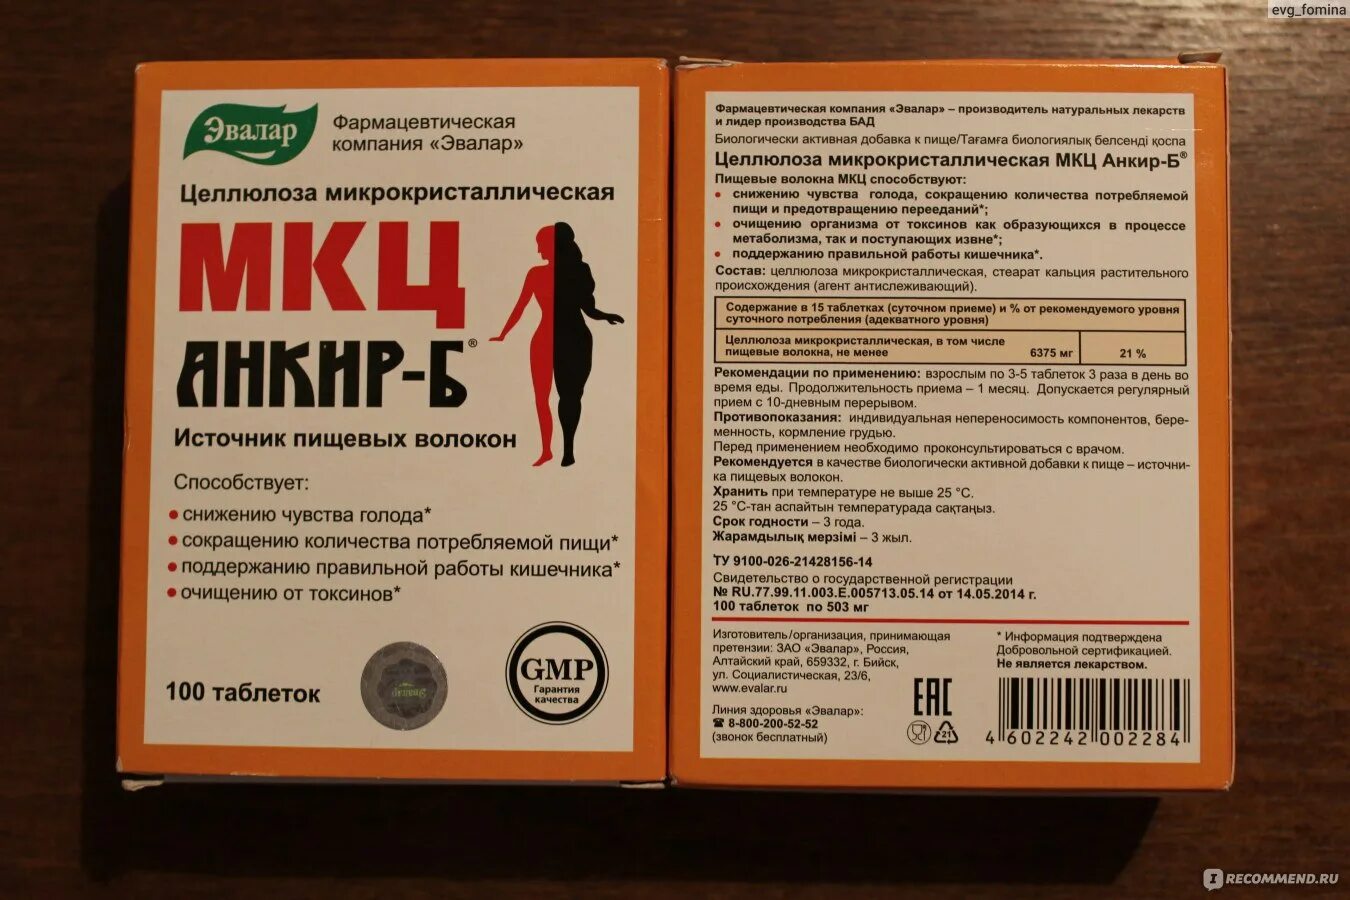 evg_fomina
Эвалар
Фармацевтическая
компания «Эвалар»
Целлюлоза микрокристаллическая
МКЦ
АНКИР-Б®
Источник пищевых волокон
Способствует:
• снижению чувства голода*
• сокращению количества потребляемой пищи*
• поддержанию правильной работы кишечника*
• очищению от токсинов*
100 таблеток
GMP
Гарантия
качества
Фармацевтическая компания «Эвалар» – производитель натуральных лекарств
и лидер производства БАД
Биологически активная добавка к пище/Тағамға биологиялық белсенді қоспа
Целлюлоза микрокристаллическая МКЦ Анкир-Б®
Пищевые волокна МКЦ способствуют:
• снижению чувства голода, сокращению количества потребляемой
пищи и предотвращению перееданий*;
• очищению организма от токсинов как образующихся в процессе
метаболизма, так и поступающих извне*;
• поддержанию правильной работы кишечника*.
Состав: целлюлоза микрокристаллическая, стеарат кальция растительного
происхождения (агент антислеживающий).
Содержание в 15 таблетках (суточном приеме) и % от рекомендуемого уровня
суточного потребления (адекватного уровня)
Целлюлоза микрокристаллическая, в том числе
пищевые волокна, не менее 6375 мг 21 %
Рекомендации по применению: взрослым по 3-5 таблеток 3 раза в день во
время еды. Продолжительность приема – 1 месяц. Допускается регулярный
прием с 10-дневным перерывом.
Противопоказания: индивидуальная непереносимость компонентов, бере-
менность, кормление грудью.
Перед применением необходимо проконсультироваться с врачом.
Рекомендуется в качестве биологически активной добавки к пище – источни-
ка пищевых волокон.
Хранить при температуре не выше 25 °С.
25 °С-тан аспайтын температурада сақтаңыз.
Срок годности – 3 года.
Жарамдылық мерзімі – 3 жыл.
ТУ 9100-026-21428156-14
Свидетельство о государственной регистрации
№ RU.77.99.11.003.Е.005713.05.14 от 14.05.2014 г.
100 таблеток по 503 мг
Изготовитель/организация, принимающая
претензии: ЗАО «Эвалар», Россия,
Алтайский край, 659332, г. Бийск,
ул. Социалистическая, 23/6,
www.evalar.ru
Линия здоровья «Эвалар»:
☎ 8-800-200-52-52
(звонок бесплатный)
EAC
21
* Информация подтверждена
Добровольной сертификацией.
Не является лекарством.
4 602242 002284
IRECOMMEND.RU